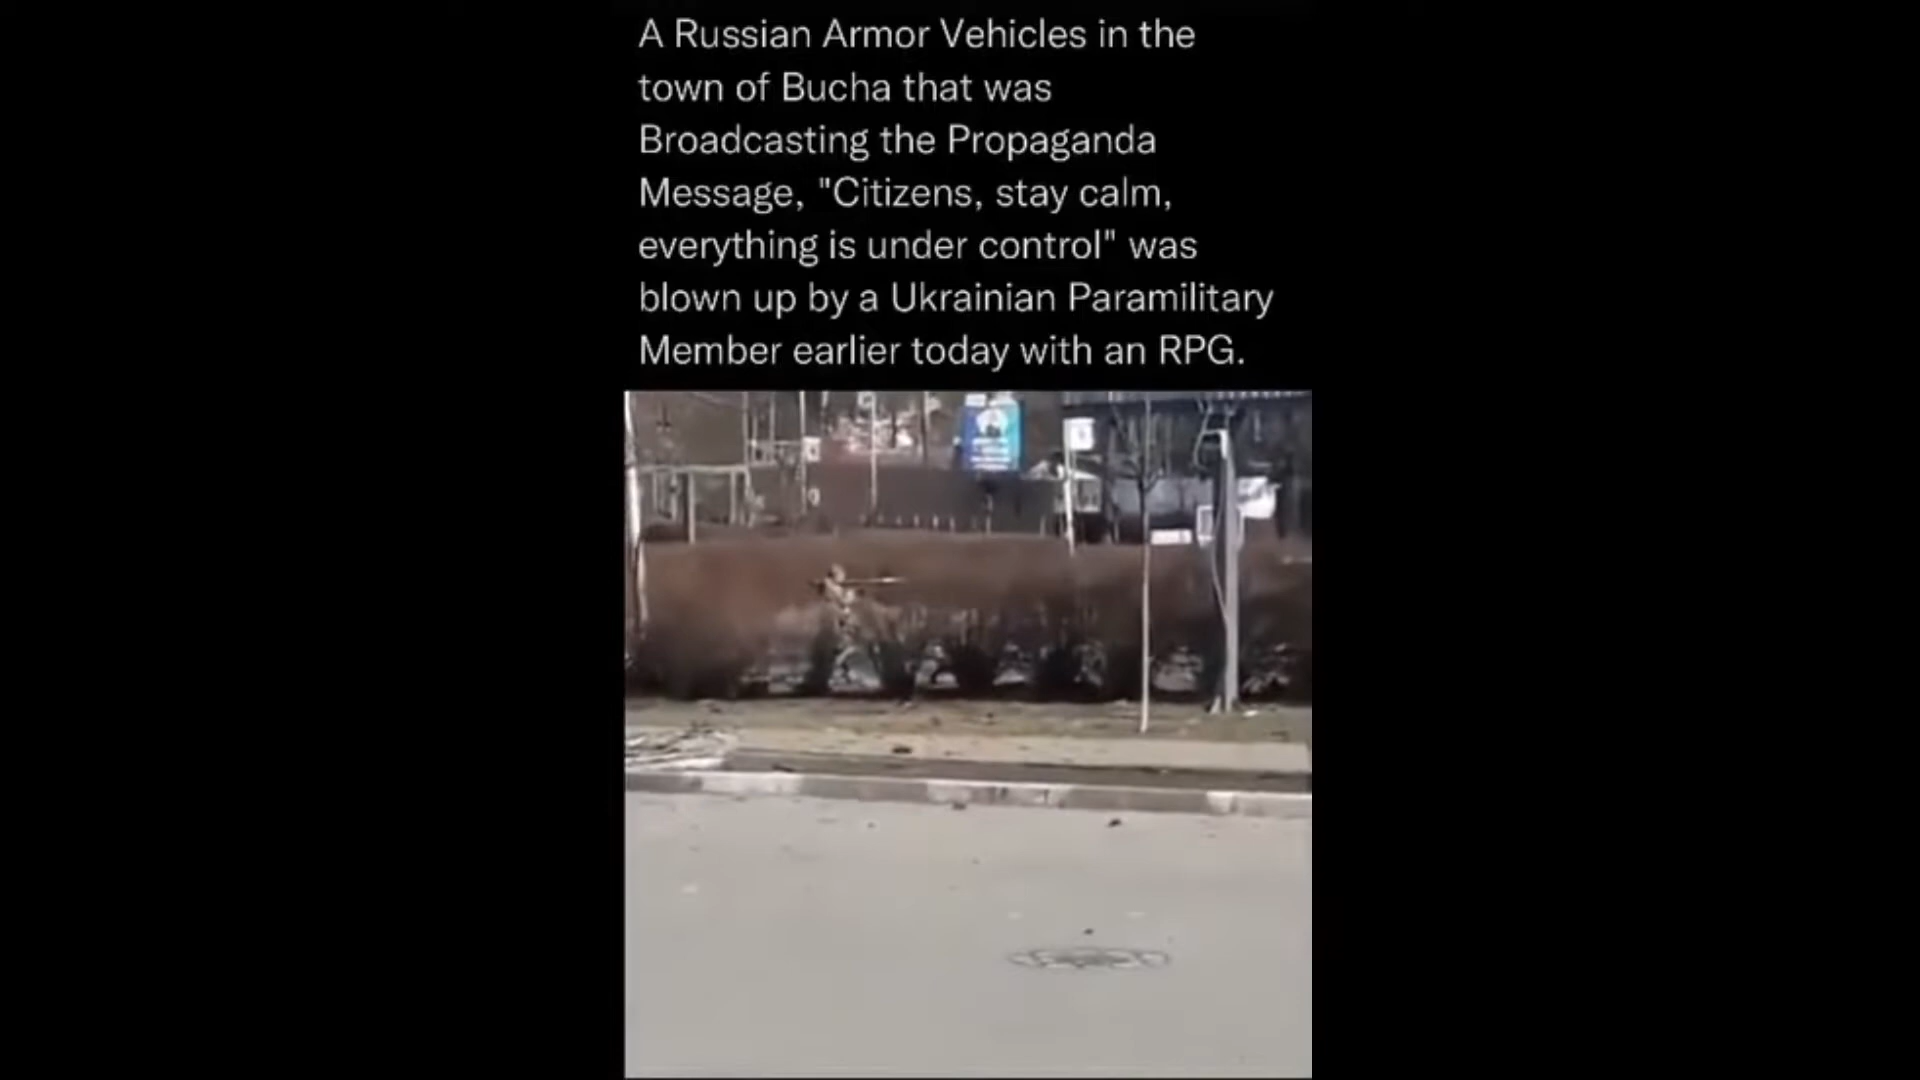 A Russian Armor Vehicles in the
town of Bucha that was
Broadcasting the Propaganda
Message, "Citizens, stay calm,
everything is under control" was
blown up by a Ukrainian Paramilitary
Member earlier today with an RPG.